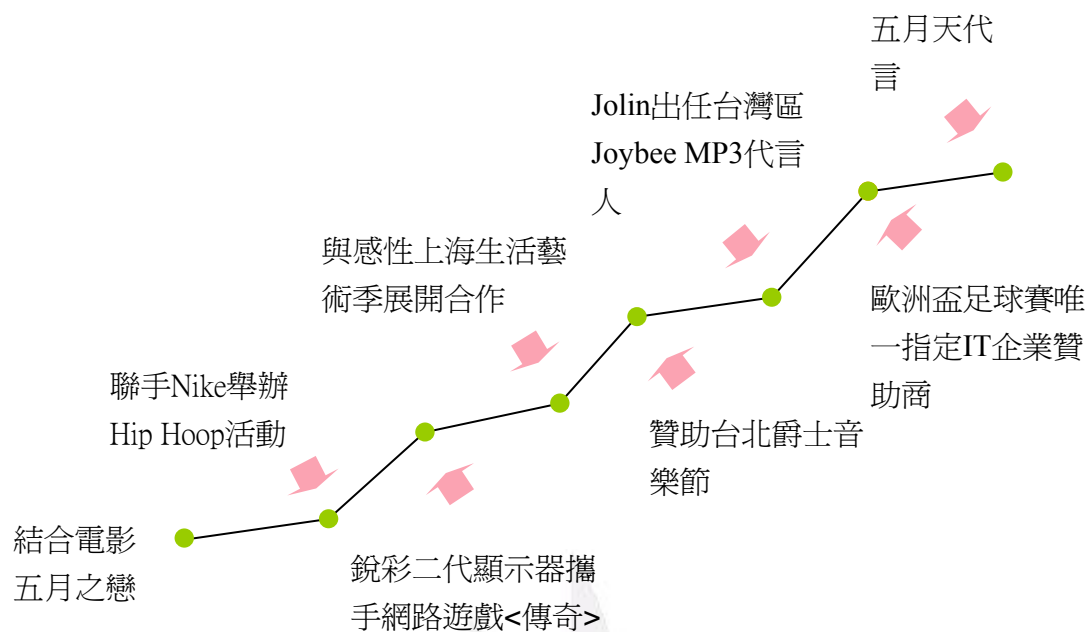 五月天代
言
Jolin出任台灣區
Joybee MP3代言
人
與感性上海生活藝
術季展開合作
歐洲盃足球賽唯
一指定IT企業贊
助商
聯手Nike舉辦
Hip Hoop活動
贊助台北爵士音
樂節
結合電影
五月之戀
銳彩二代顯示器攜
手網路遊戲<傳奇>